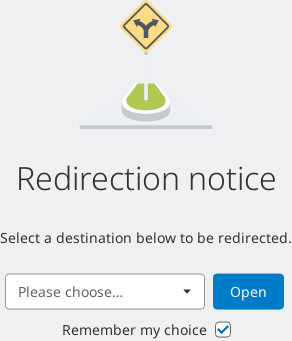 Redirection notice
Select a destination below to be redirected.
Please choose...
Open
Remember my choice